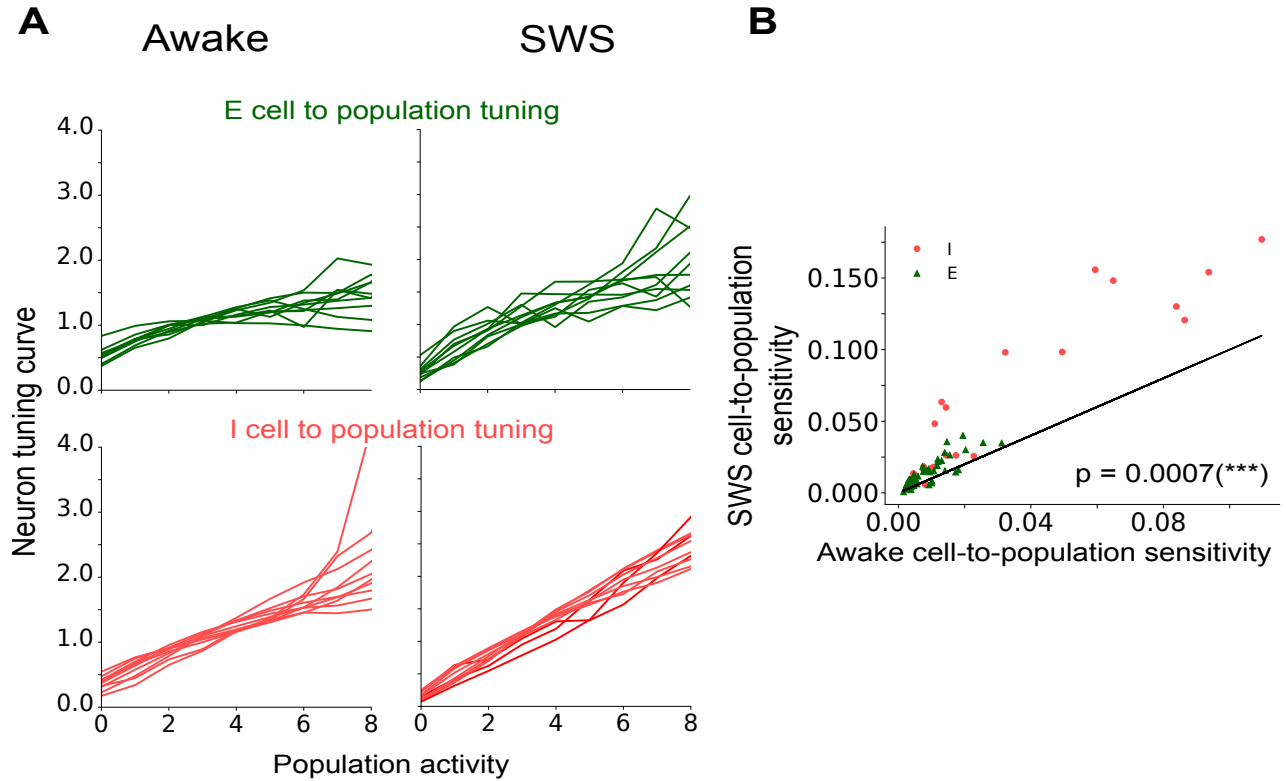 A
Awake
SWS
E cell to population tuning
4.0
3.0
2.0
1.0
0.0
I cell to population tuning
4.0
3.0
2.0
1.0
0.0
0 2 4 6 8
0 2 4 6 8
Neuron tuning curve
Population activity
B
I
E
SWS cell-to-population
sensitivity
0.150
0.100
0.050
0.000
p = 0.0007(***)
0.00 0.04 0.08
Awake cell-to-population sensitivity